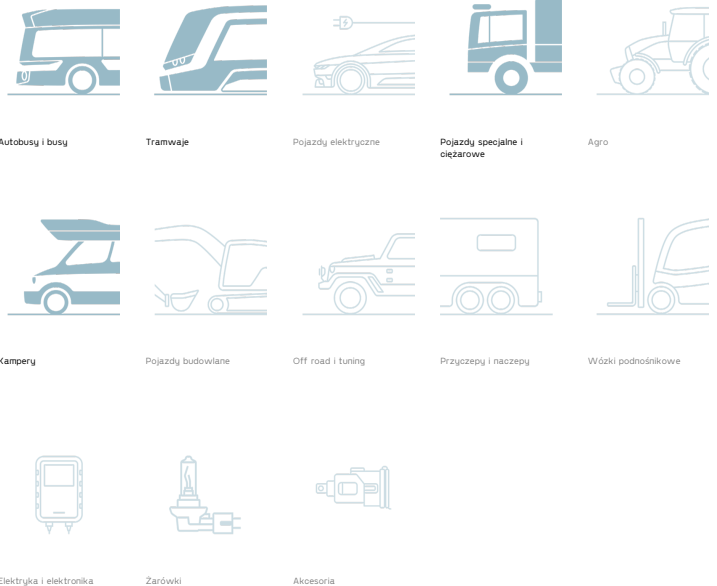 Autobusy i busy
Tramwaje
Pojazdy elektryczne
Pojazdy specjalne i
ciężarowe
Agro
Kampery
Pojazdy budowlane
Off road i tuning
Przyczepy i naczepy
Wózki podnośnikowe
Elektryka i elektronika
Żarówki
Akcesoria